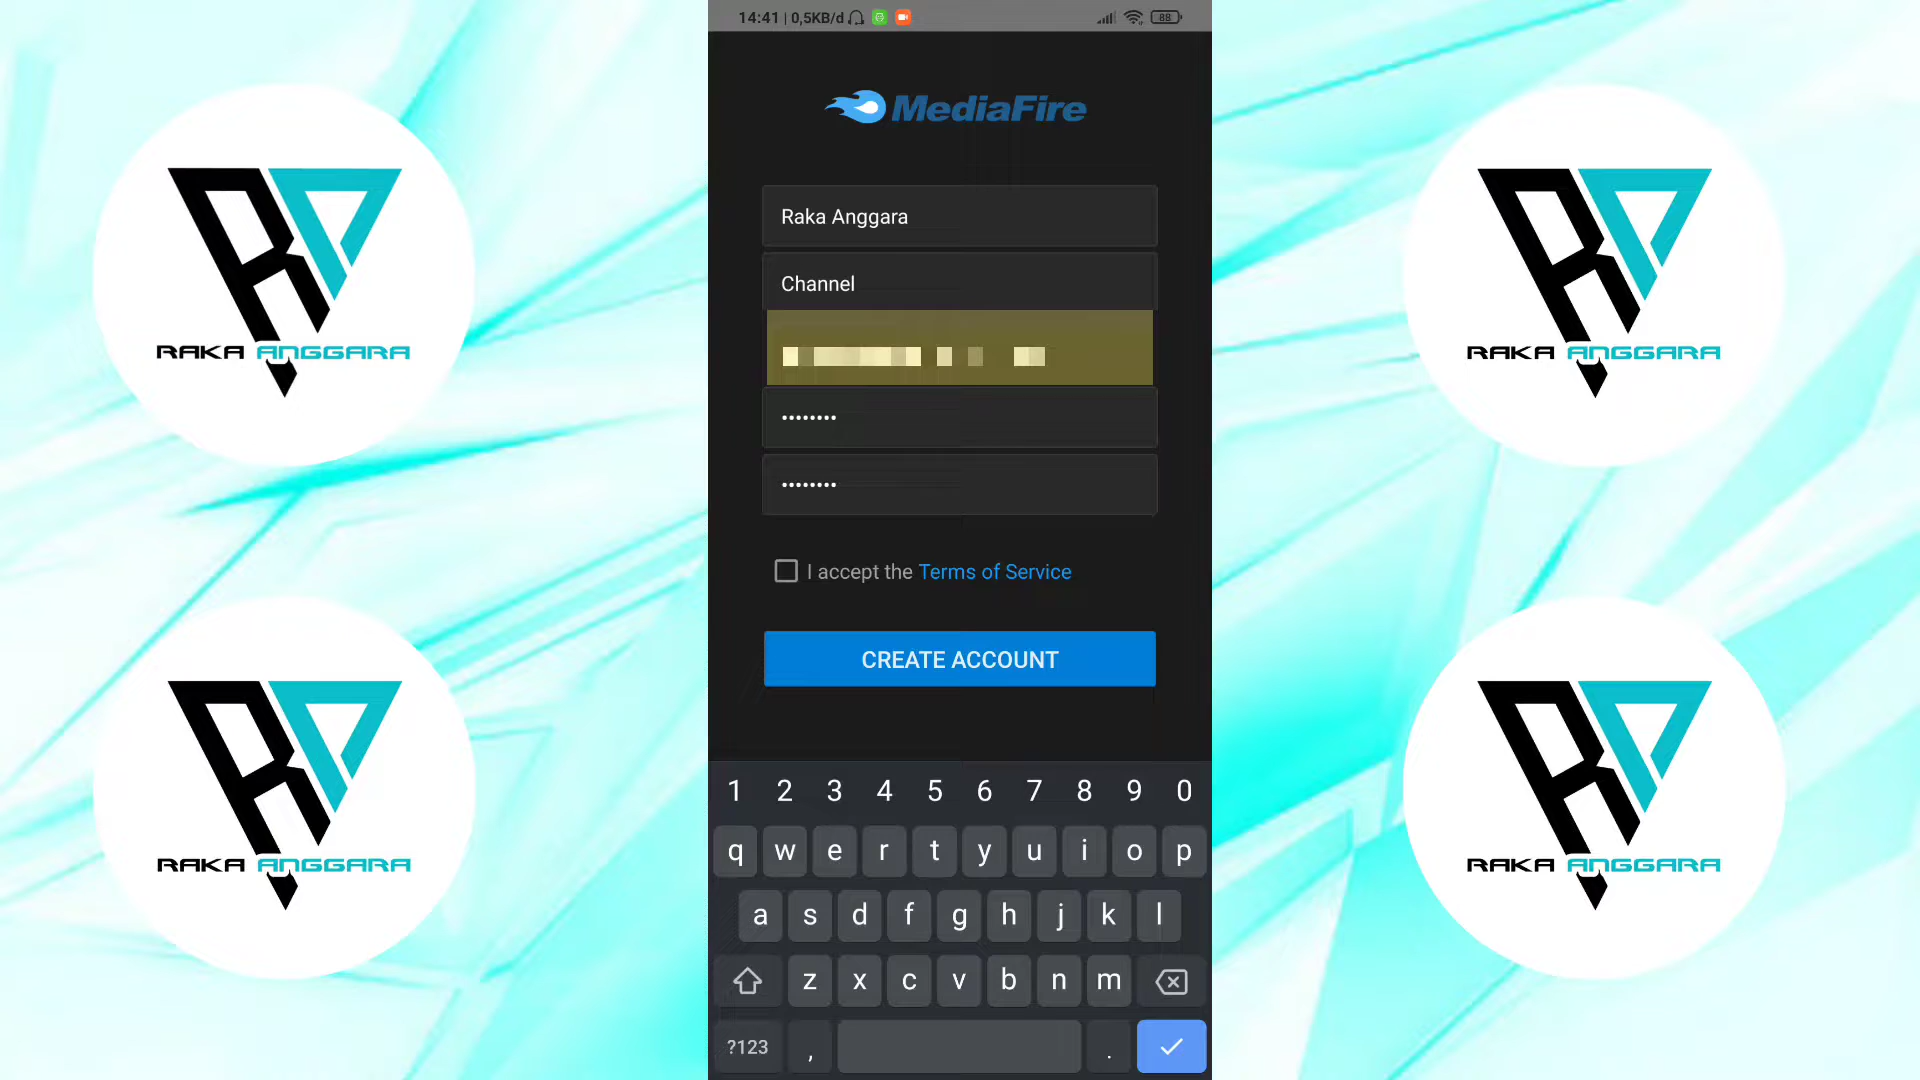 14:41 | 0,5KB/d
88
MediaFire
Raka Anggara
Channel
••••••••
••••••••
I accept the Terms of Service
CREATE ACCOUNT
1 2 3 4 5 6 7 8 9 0
q w e r t y u i o p
a s d f g h j k l
z x c v b n m
?123 , .
RAKA ANGGARA
RAKA ANGGARA
RAKA ANGGARA
RAKA ANGGARA